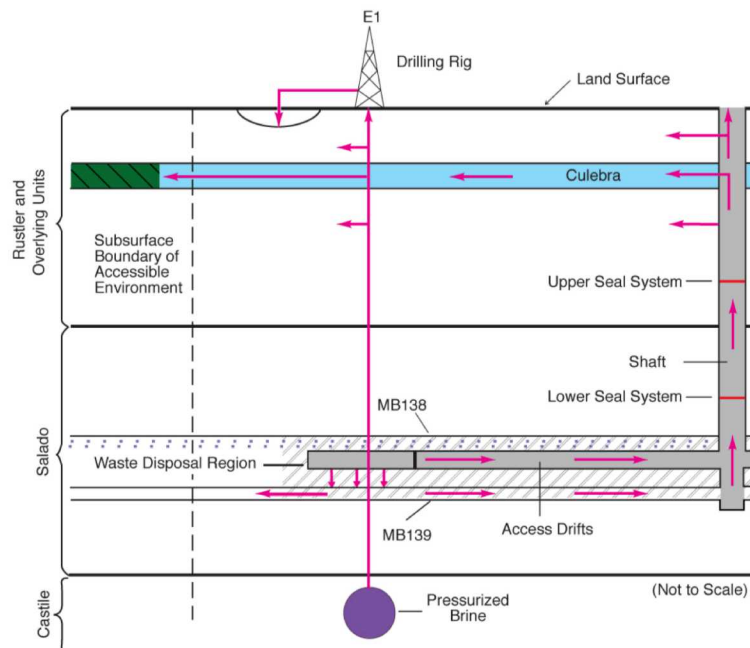 E1
Drilling Rig
Land Surface
Culebra
Rustler and
Overlying Units
Subsurface
Boundary of
Accessible
Environment
Upper Seal System
Shaft
Lower Seal System
MB138
Salado
Waste Disposal Region
Access Drifts
MB139
(Not to Scale)
Castile
Pressurized
Brine